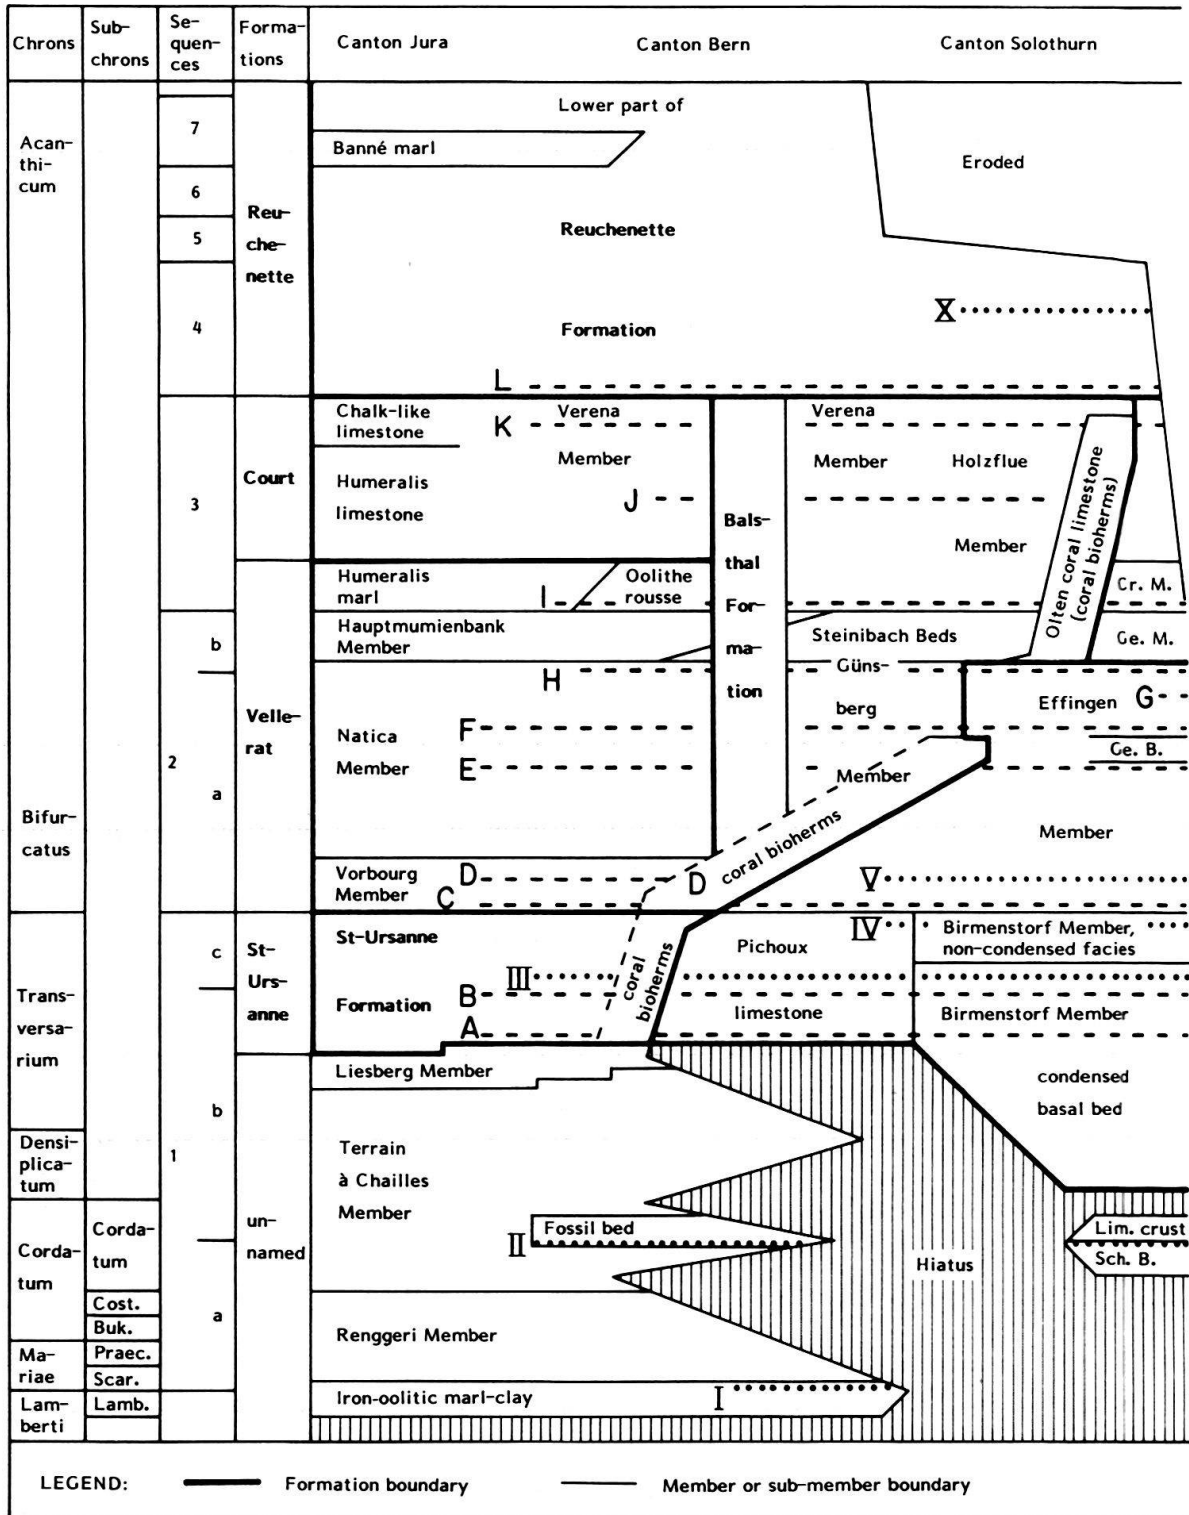 Chrons
Sub-
chrons
Se-
quen-
ces
Forma-
tions
Canton Jura
Canton Bern
Canton Solothurn
Acan-
thi-
cum
Bifur-
catus
Trans-
versa-
rium
Densi-
plica-
tum
Corda-
tum
Ma-
riae
Lam-
berti
Corda-
tum
Cost.
Buk.
Praec.
Scar.
Lamb.
7
6
5
4
3
2
b
a
1
c
b
a
Reu-
che-
nette
Court
Velle-
rat
St-
Urs-
anne
un-
named
Lower part of
Banné marl
Eroded
Reuchenette
Formation
X
L
Chalk-like
limestone
K
Verena
Member
Humeralis
limestone
J
Bals-
thal
For-
ma-
tion
Verena
Member
Holzflue
Member
Olten coral limestone
(coral bioherms)
Humeralis
marl
I
Oolithe
rousse
Cr. M.
Hauptmumienbank
Member
Steinibach Beds
Ge. M.
H
Güns-
berg
Member
Effingen
G
Natica
Member
F
E
Ge. B.
Member
Vorbourg
Member
D
C
D
coral bioherms
V
St-Ursanne
Formation
III
B
A
coral
bioherms
Pichoux
limestone
IV
Birmenstorf Member,
non-condensed facies
Birmenstorf Member
condensed
basal bed
Liesberg Member
Terrain
à Chailles
Member
Fossil bed
II
Hiatus
Lim. crust
Sch. B.
Renggeri Member
Iron-oolitic marl-clay
I
LEGEND:
Formation boundary
Member or sub-member boundary